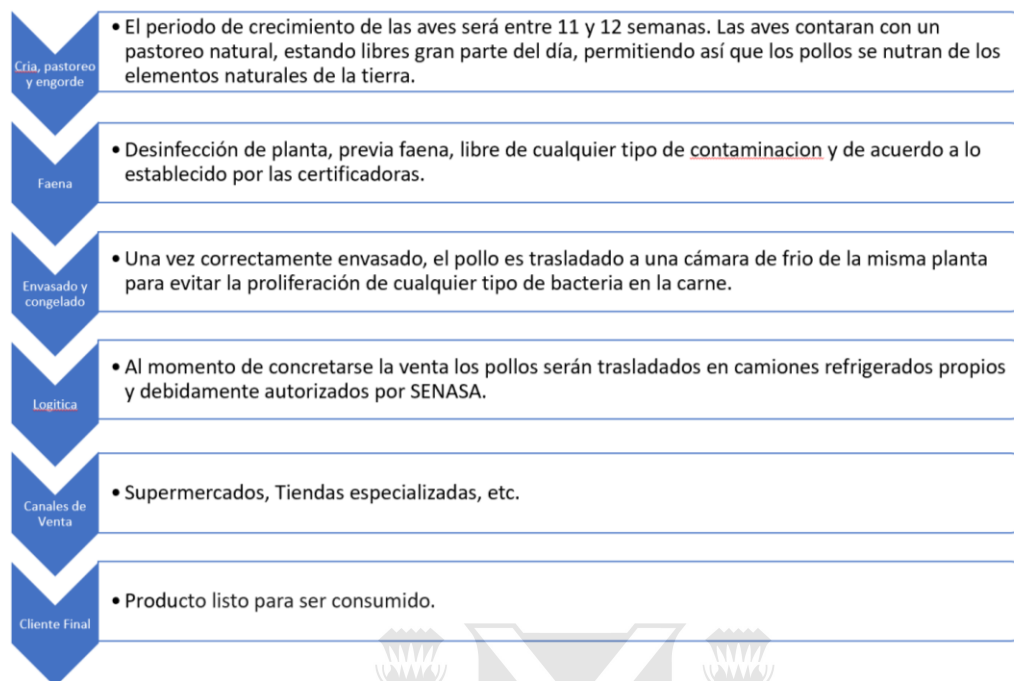 Cria, pastoreo
y engorde
• El periodo de crecimiento de las aves será entre 11 y 12 semanas. Las aves contaran con un
pastoreo natural, estando libres gran parte del día, permitiendo así que los pollos se nutran de los
elementos naturales de la tierra.
Faena
• Desinfección de planta, previa faena, libre de cualquier tipo de contaminacion y de acuerdo a lo
establecido por las certificadoras.
Envasado y
congelado
• Una vez correctamente envasado, el pollo es trasladado a una cámara de frio de la misma planta
para evitar la proliferación de cualquier tipo de bacteria en la carne.
Logitica
• Al momento de concretarse la venta los pollos serán trasladados en camiones refrigerados propios
y debidamente autorizados por SENASA.
Canales de
Venta
• Supermercados, Tiendas especializadas, etc.
Cliente Final
• Producto listo para ser consumido.